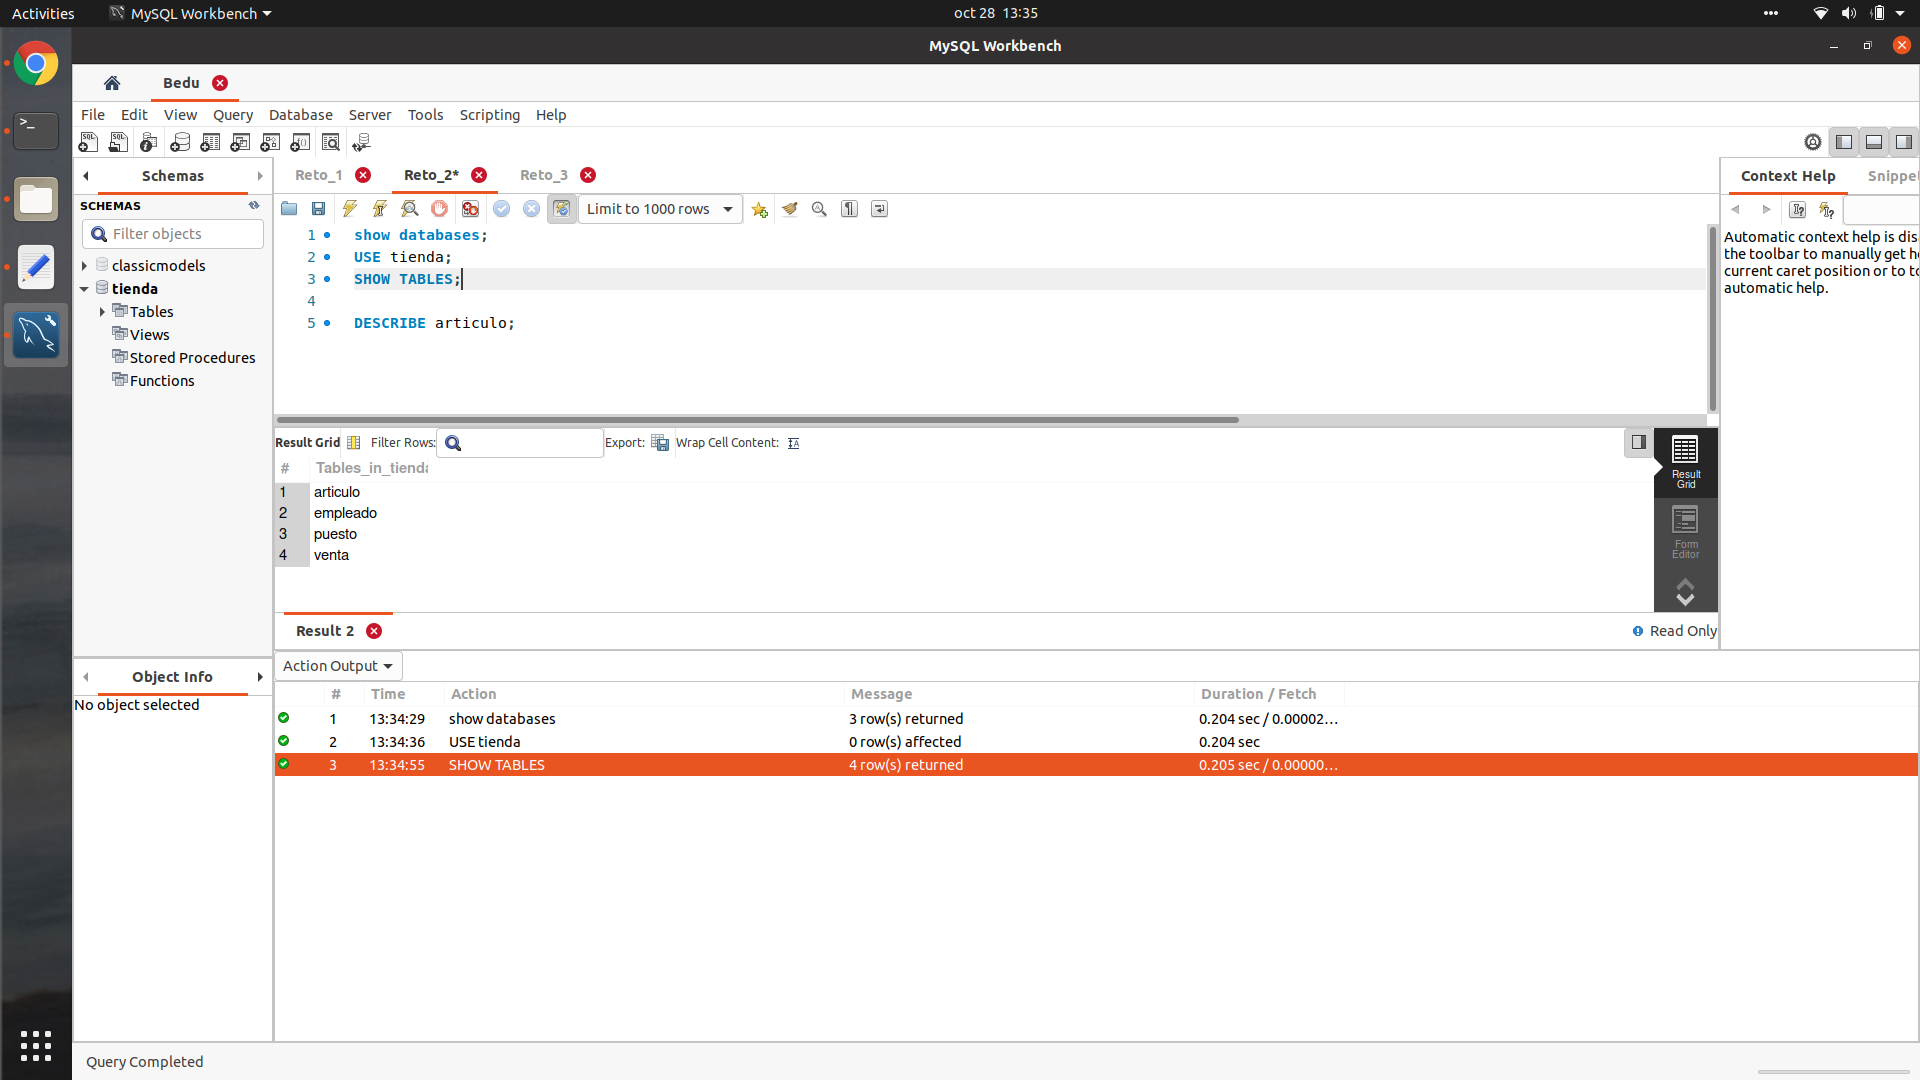 Activities
MySQL Workbench
oct 28 13:35
MySQL Workbench
Bedu
File Edit View Query Database Server Tools Scripting Help
Schemas
Reto_1
Reto_2*
Reto_3
Context Help
Snippe
SCHEMAS
Filter objects
classicmodels
tienda
Tables
Views
Stored Procedures
Functions
Limit to 1000 rows
1 show databases;
2 USE tienda;
3 SHOW TABLES;
4
5 DESCRIBE articulo;
Automatic context help is dis
the toolbar to manually get h
current caret position or to to
automatic help.
Result Grid
Filter Rows:
Export:
Wrap Cell Content:
# Tables_in_tienda
1 articulo
2 empleado
3 puesto
4 venta
Result
Grid
Form
Editor
Result 2
Read Only
Object Info
No object selected
Action Output
# Time Action Message Duration / Fetch
1 13:34:29 show databases 3 row(s) returned 0.204 sec / 0.00002...
2 13:34:36 USE tienda 0 row(s) affected 0.204 sec
3 13:34:55 SHOW TABLES 4 row(s) returned 0.205 sec / 0.00000...
Query Completed